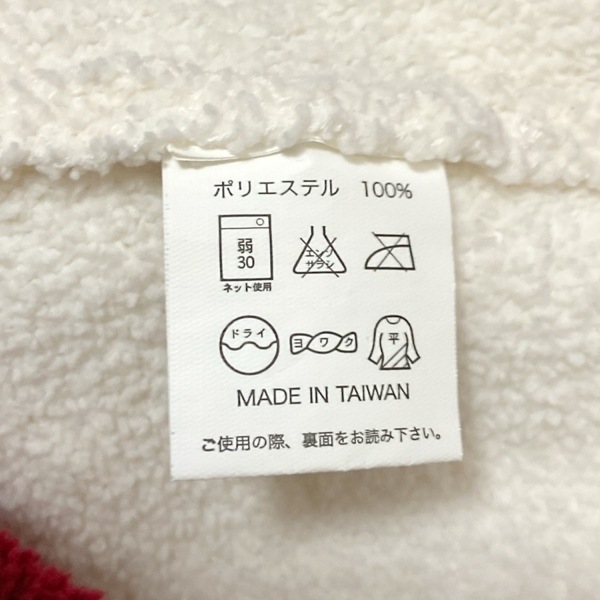 ポリエステル 100%
弱
30
ネット使用
エンソ
サラシ
ドライ
ヨワク
平
MADE IN TAIWAN
ご使用の際、裏面をお読み下さい。